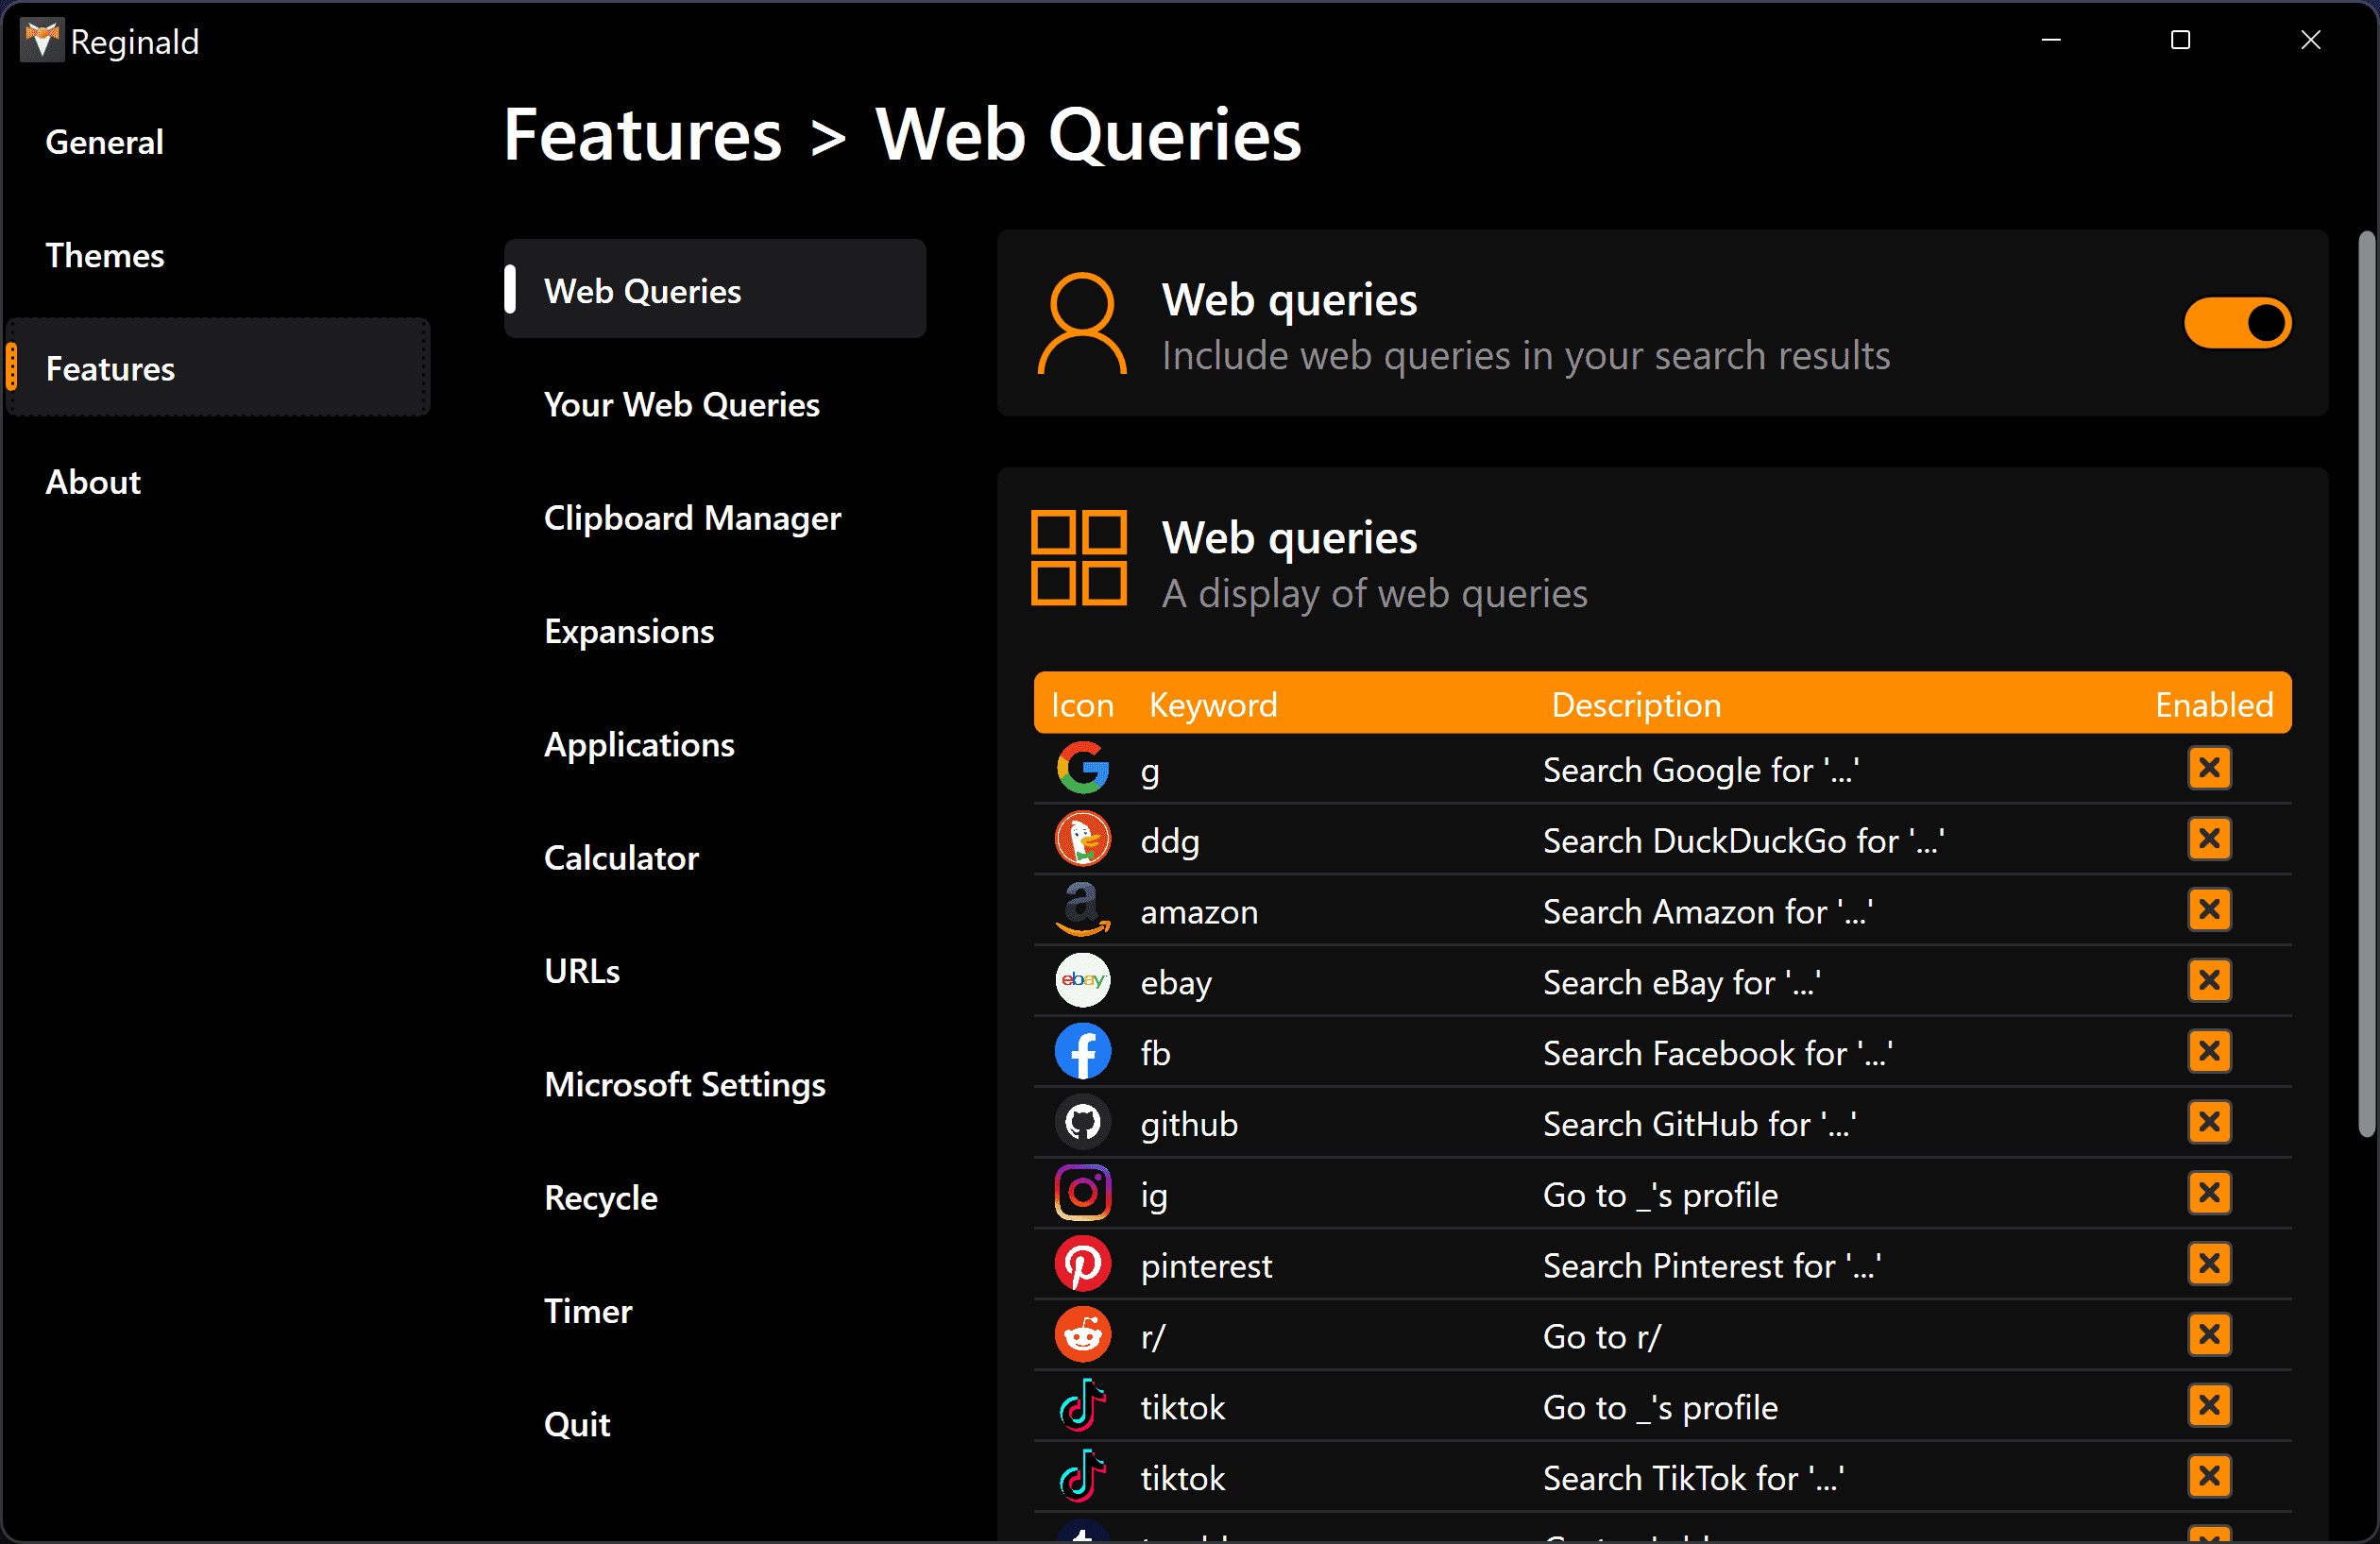 Reginald
General
Themes
Features
About
Features > Web Queries
Web Queries
Your Web Queries
Clipboard Manager
Expansions
Applications
Calculator
URLs
Microsoft Settings
Recycle
Timer
Quit
Web queries
Include web queries in your search results
Web queries
A display of web queries
Icon Keyword Description Enabled
g Search Google for '...'
ddg Search DuckDuckGo for '...'
amazon Search Amazon for '...'
ebay ebay Search eBay for '...'
fb Search Facebook for '...'
github Search GitHub for '...'
ig Go to _'s profile
pinterest Search Pinterest for '...'
r/ Go to r/
tiktok Go to _'s profile
tiktok Search TikTok for '...'